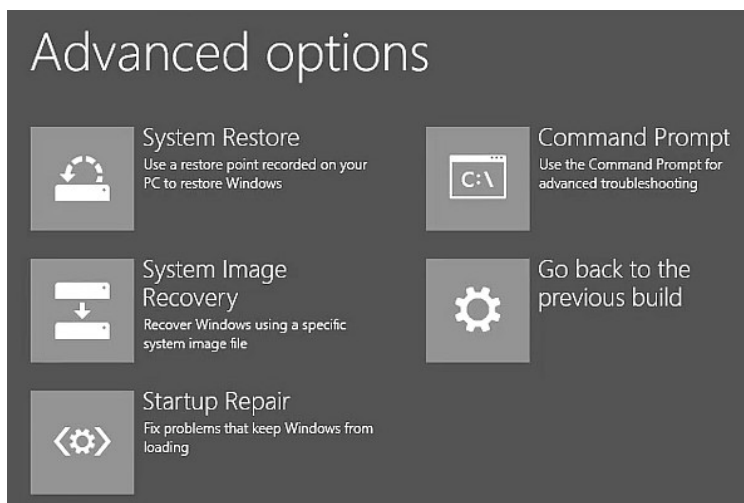 Advanced options
System Restore
Use a restore point recorded on your
PC to restore Windows
System Image
Recovery
Recover Windows using a specific
system image file
Startup Repair
Fix problems that keep Windows from
loading
C:\
Command Prompt
Use the Command Prompt for
advanced troubleshooting
Go back to the
previous build